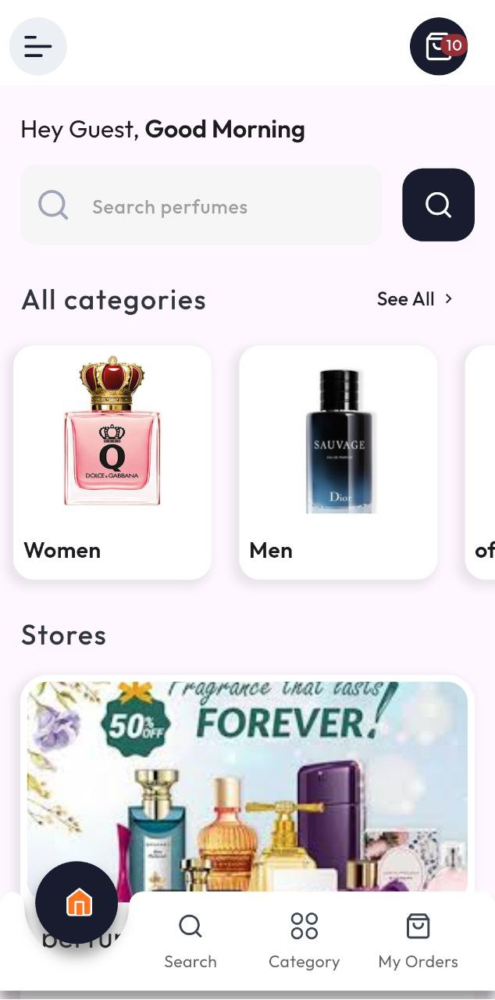 10
Hey Guest, Good Morning
Search perfumes
All categories
See All
Q
DOLCE & GABBANA
SAUVAGE
EAU DE PARFUM
Dior
Women
Men
of
Stores
Fragrance that lasts
50% OFF
FOREVER!
Search
Category
My Orders